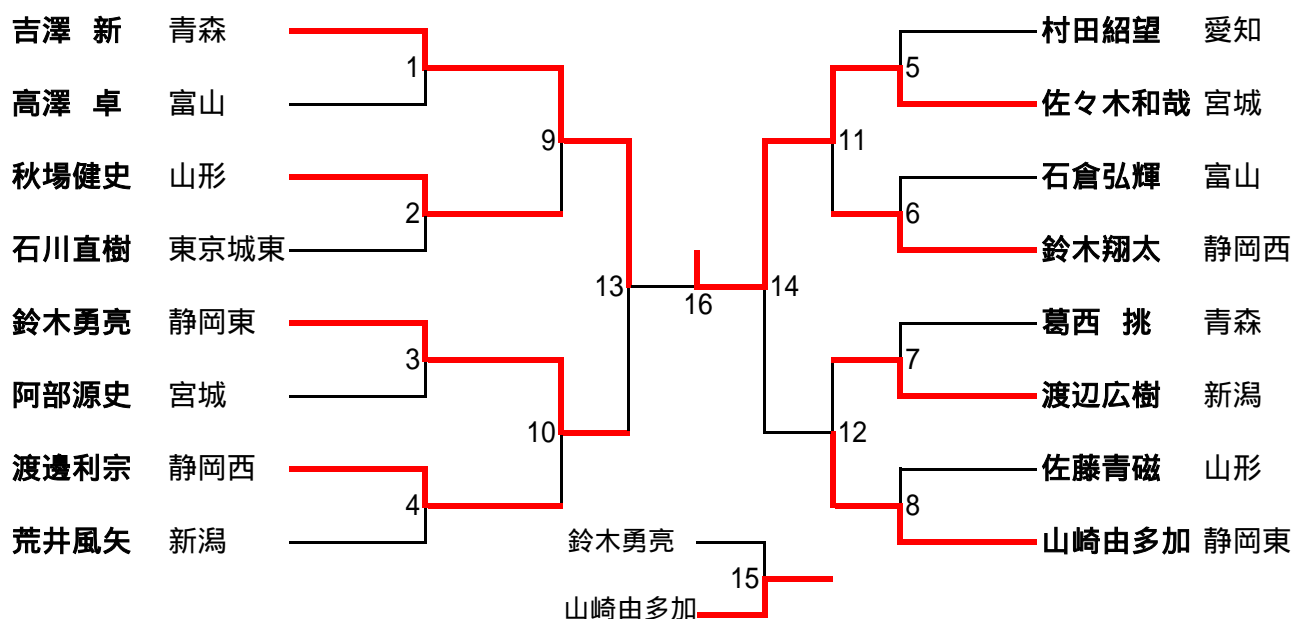 吉澤 新 青森
1
高澤 卓 富山
9
秋場健史 山形
2
石川直樹 東京城東
13
鈴木勇亮 静岡東
3
阿部源史 宮城
10
渡邊利宗 静岡西
4
荒井風矢 新潟
16
村田紹望 愛知
5
佐々木和哉 宮城
11
石倉弘輝 富山
6
鈴木翔太 静岡西
14
葛西 挑 青森
7
渡辺広樹 新潟
12
佐藤青磁 山形
8
山崎由多加 静岡東
鈴木勇亮
15
山崎由多加